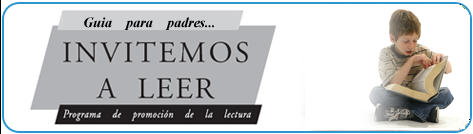 Guia para padres...
INVITEMOS
A LEER
Programa de promoción de la lectura